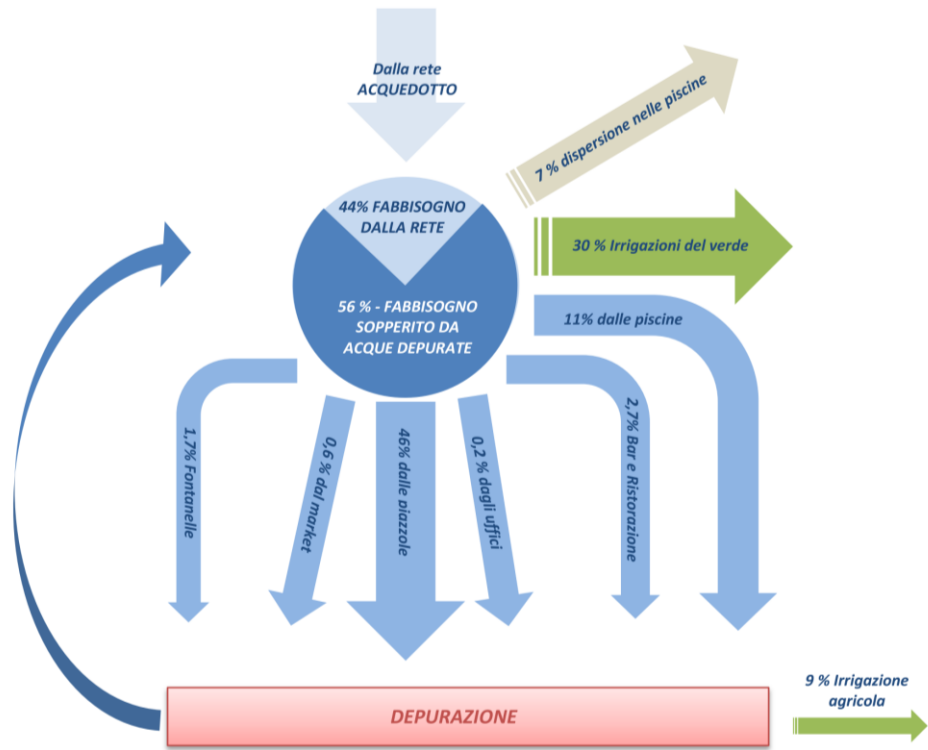 Dalla rete
ACQUEDOTTO
7 % dispersione nelle piscine
44% FABBISOGNO
DALLA RETE
30 % Irrigazioni del verde
56 % - FABBISOGNO
SOPPERITO DA
ACQUE DEPURATE
11% dalle piscine
1,7% Fontanelle
0,6 % dal market
46% dalle piazzole
0,2 % dagli uffici
2,7% Bar e Ristorazione
9 % Irrigazione
agricola
DEPURAZIONE